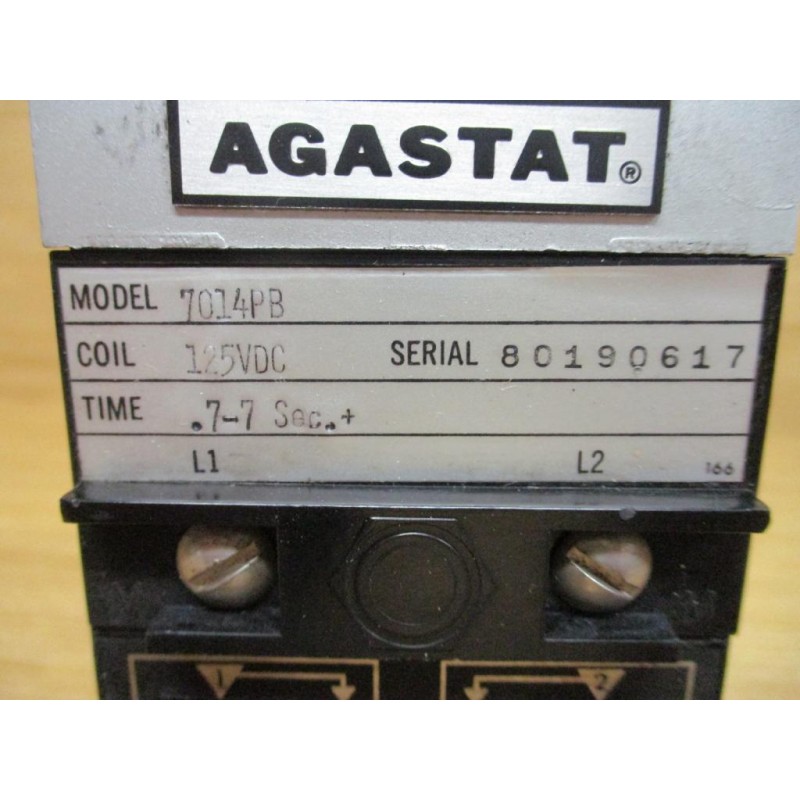 AGASTAT®
MODEL 7014PB
COIL 125VDC SERIAL 80190617
TIME .7-7 Sec.+
L1 L2 166
1 2